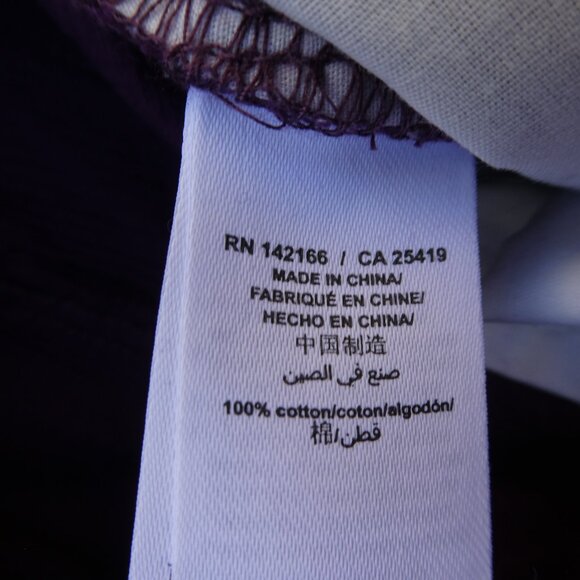 RN 142166 / CA 25419
MADE IN CHINA/
FABRIQUÉ EN CHINE/
HECHO EN CHINA/
中国制造
صنع في الصين
100% cotton/coton/algodón/
棉/قطن